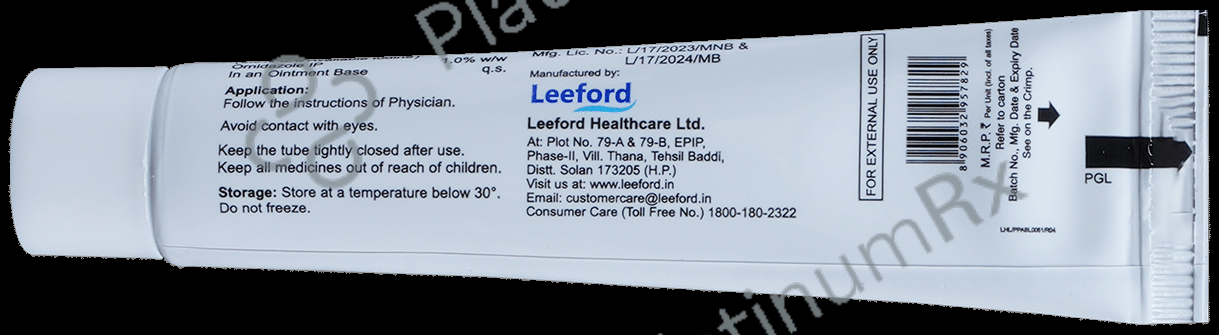 Ornidazole IP 1.0% w/w
In an Ointment Base q.s.
Application:
Follow the instructions of Physician.
Avoid contact with eyes.
Keep the tube tightly closed after use.
Keep all medicines out of reach of children.
Storage: Store at a temperature below 30°.
Do not freeze.
Mfg. Lic. No.: L/17/2023/MNB &
L/17/2024/MB
Manufactured by:
Leeford
Leeford Healthcare Ltd.
At: Plot No. 79-A & 79-B, EPIP,
Phase-II, Vill. Thana, Tehsil Baddi,
Distt. Solan 173205 (H.P.)
Visit us at: www.leeford.in
Email: customercare@leeford.in
Consumer Care (Toll Free No.) 1800-180-2322
FOR EXTERNAL USE ONLY
8 906032 957829
M.R.P.₹ Per Unit (Incl. of all taxes)
Refer to carton
Batch No., Mfg. Date & Expiry Date
See on the Crimp.
PGL
LHL/PPABL0061/R04
PlatinumRx